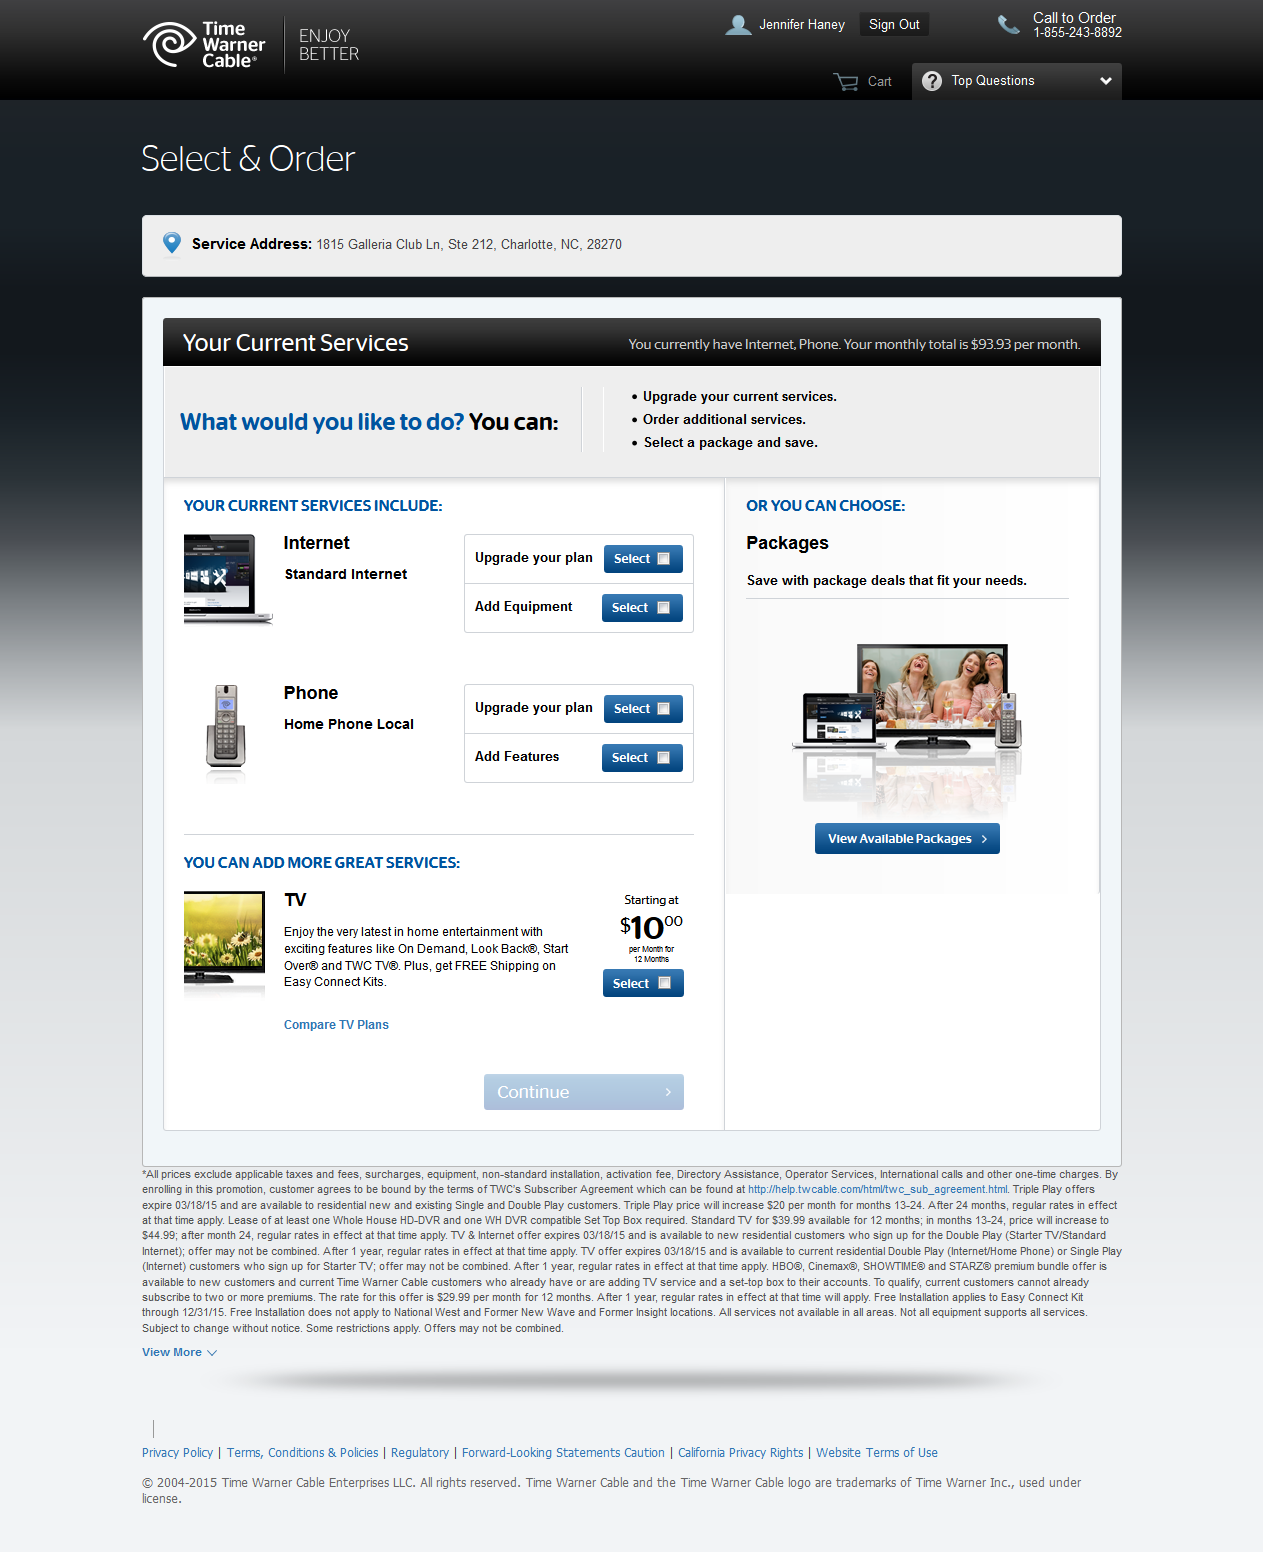 Time
Warner
Cable®
ENJOY
BETTER
Jennifer Haney
Sign Out
Call to Order
1-855-243-8892
Cart
Top Questions
Select & Order
Service Address: 1815 Galleria Club Ln, Ste 212, Charlotte, NC, 28270
Your Current Services
You currently have Internet, Phone. Your monthly total is $93.93 per month.
What would you like to do? You can:
• Upgrade your current services.
• Order additional services.
• Select a package and save.
YOUR CURRENT SERVICES INCLUDE:
Internet
Standard Internet
Upgrade your plan
Select
Add Equipment
Select
Phone
Home Phone Local
Upgrade your plan
Select
Add Features
Select
YOU CAN ADD MORE GREAT SERVICES:
TV
Enjoy the very latest in home entertainment with
exciting features like On Demand, Look Back®, Start
Over® and TWC TV®. Plus, get FREE Shipping on
Easy Connect Kits.
Compare TV Plans
Starting at
$1000
per Month for
12 Months
Select
Continue
OR YOU CAN CHOOSE:
Packages
Save with package deals that fit your needs.
View Available Packages
*All prices exclude applicable taxes and fees, surcharges, equipment, non-standard installation, activation fee, Directory Assistance, Operator Services, International calls and other one-time charges. By
enrolling in this promotion, customer agrees to be bound by the terms of TWC's Subscriber Agreement which can be found at http://help.twcable.com/html/twc_sub_agreement.html. Triple Play offers
expire 03/18/15 and are available to residential new and existing Single and Double Play customers. Triple Play price will increase $20 per month for months 13-24. After 24 months, regular rates in effect
at that time apply. Lease of at least one Whole House HD-DVR and one WH DVR compatible Set Top Box required. Standard TV for $39.99 available for 12 months; in months 13-24, price will increase to
$44.99; after month 24, regular rates in effect at that time apply. TV & Internet offer expires 03/18/15 and is available to new residential customers who sign up for the Double Play (Starter TV/Standard
Internet); offer may not be combined. After 1 year, regular rates in effect at that time apply. TV offer expires 03/18/15 and is available to current residential Double Play (Internet/Home Phone) or Single Play
(Internet) customers who sign up for Starter TV; offer may not be combined. After 1 year, regular rates in effect at that time apply. HBO®, Cinemax®, SHOWTIME® and STARZ® premium bundle offer is
available to new customers and current Time Warner Cable customers who already have or are adding TV service and a set-top box to their accounts. To qualify, current customers cannot already
subscribe to two or more premiums. The rate for this offer is $29.99 per month for 12 months. After 1 year, regular rates in effect at that time will apply. Free Installation applies to Easy Connect Kit
through 12/31/15. Free Installation does not apply to National West and Former New Wave and Former Insight locations. All services not available in all areas. Not all equipment supports all services.
Subject to change without notice. Some restrictions apply. Offers may not be combined.
View More
Privacy Policy | Terms, Conditions & Policies | Regulatory | Forward-Looking Statements Caution | California Privacy Rights | Website Terms of Use
© 2004-2015 Time Warner Cable Enterprises LLC. All rights reserved. Time Warner Cable and the Time Warner Cable logo are trademarks of Time Warner Inc., used under
license.